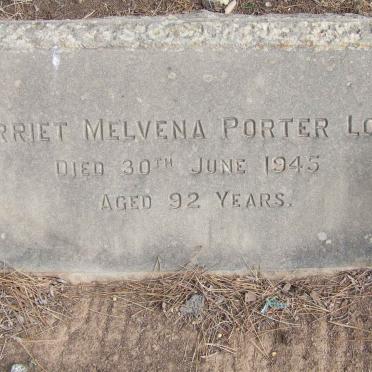 RRIET MELVENA PORTER LO
DIED 30TH JUNE 1945
AGED 92 YEARS.